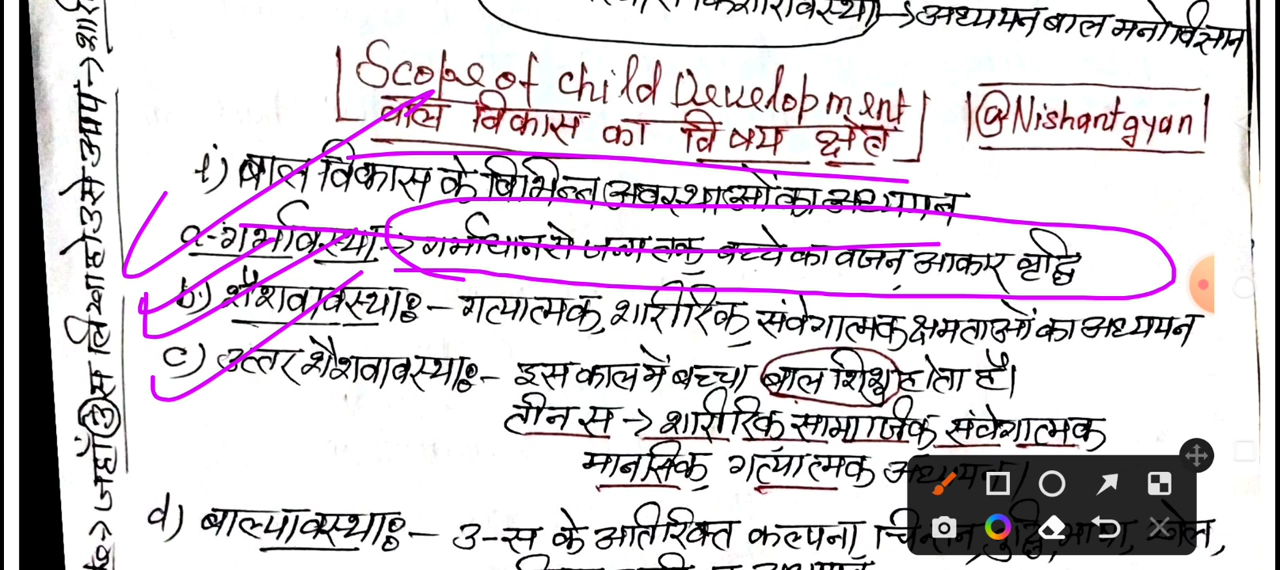 →अध्ययन बाल मनोविज्ञान
Scope of child Development
बाल विकास का विषय क्षेत्र
@Nishantgyan
i) बाल विकास के विभिन्न अवस्थाओं का अध्ययन
a-गर्भावस्था→ गर्भाधान से जन्म तक बच्चे का वजन, आकार वृद्धि
b) शैशवावस्थाः- गत्यात्मक, शारीरिक, संवेगात्मक क्षमताओं का अध्ययन
c) उत्तर शैशवावस्थाः- इस काल में बच्चा बाल शिशु होता है।
तीन स → शारीरिक, सामाजिक, संवेगात्मक
मानसिक, गत्यात्मक
d) बाल्यावस्थाः- 3-स के अतिरिक्त कल्पना,